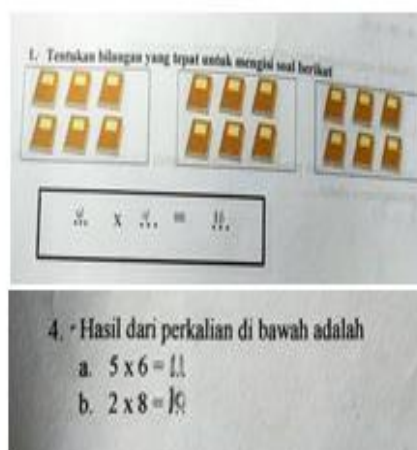 1. Tentukan bilangan yang tepat untuk mengisi soal berikut
... x ... = ...
4. Hasil dari perkalian di bawah adalah
a. 5 x 6 = 11
b. 2 x 8 =